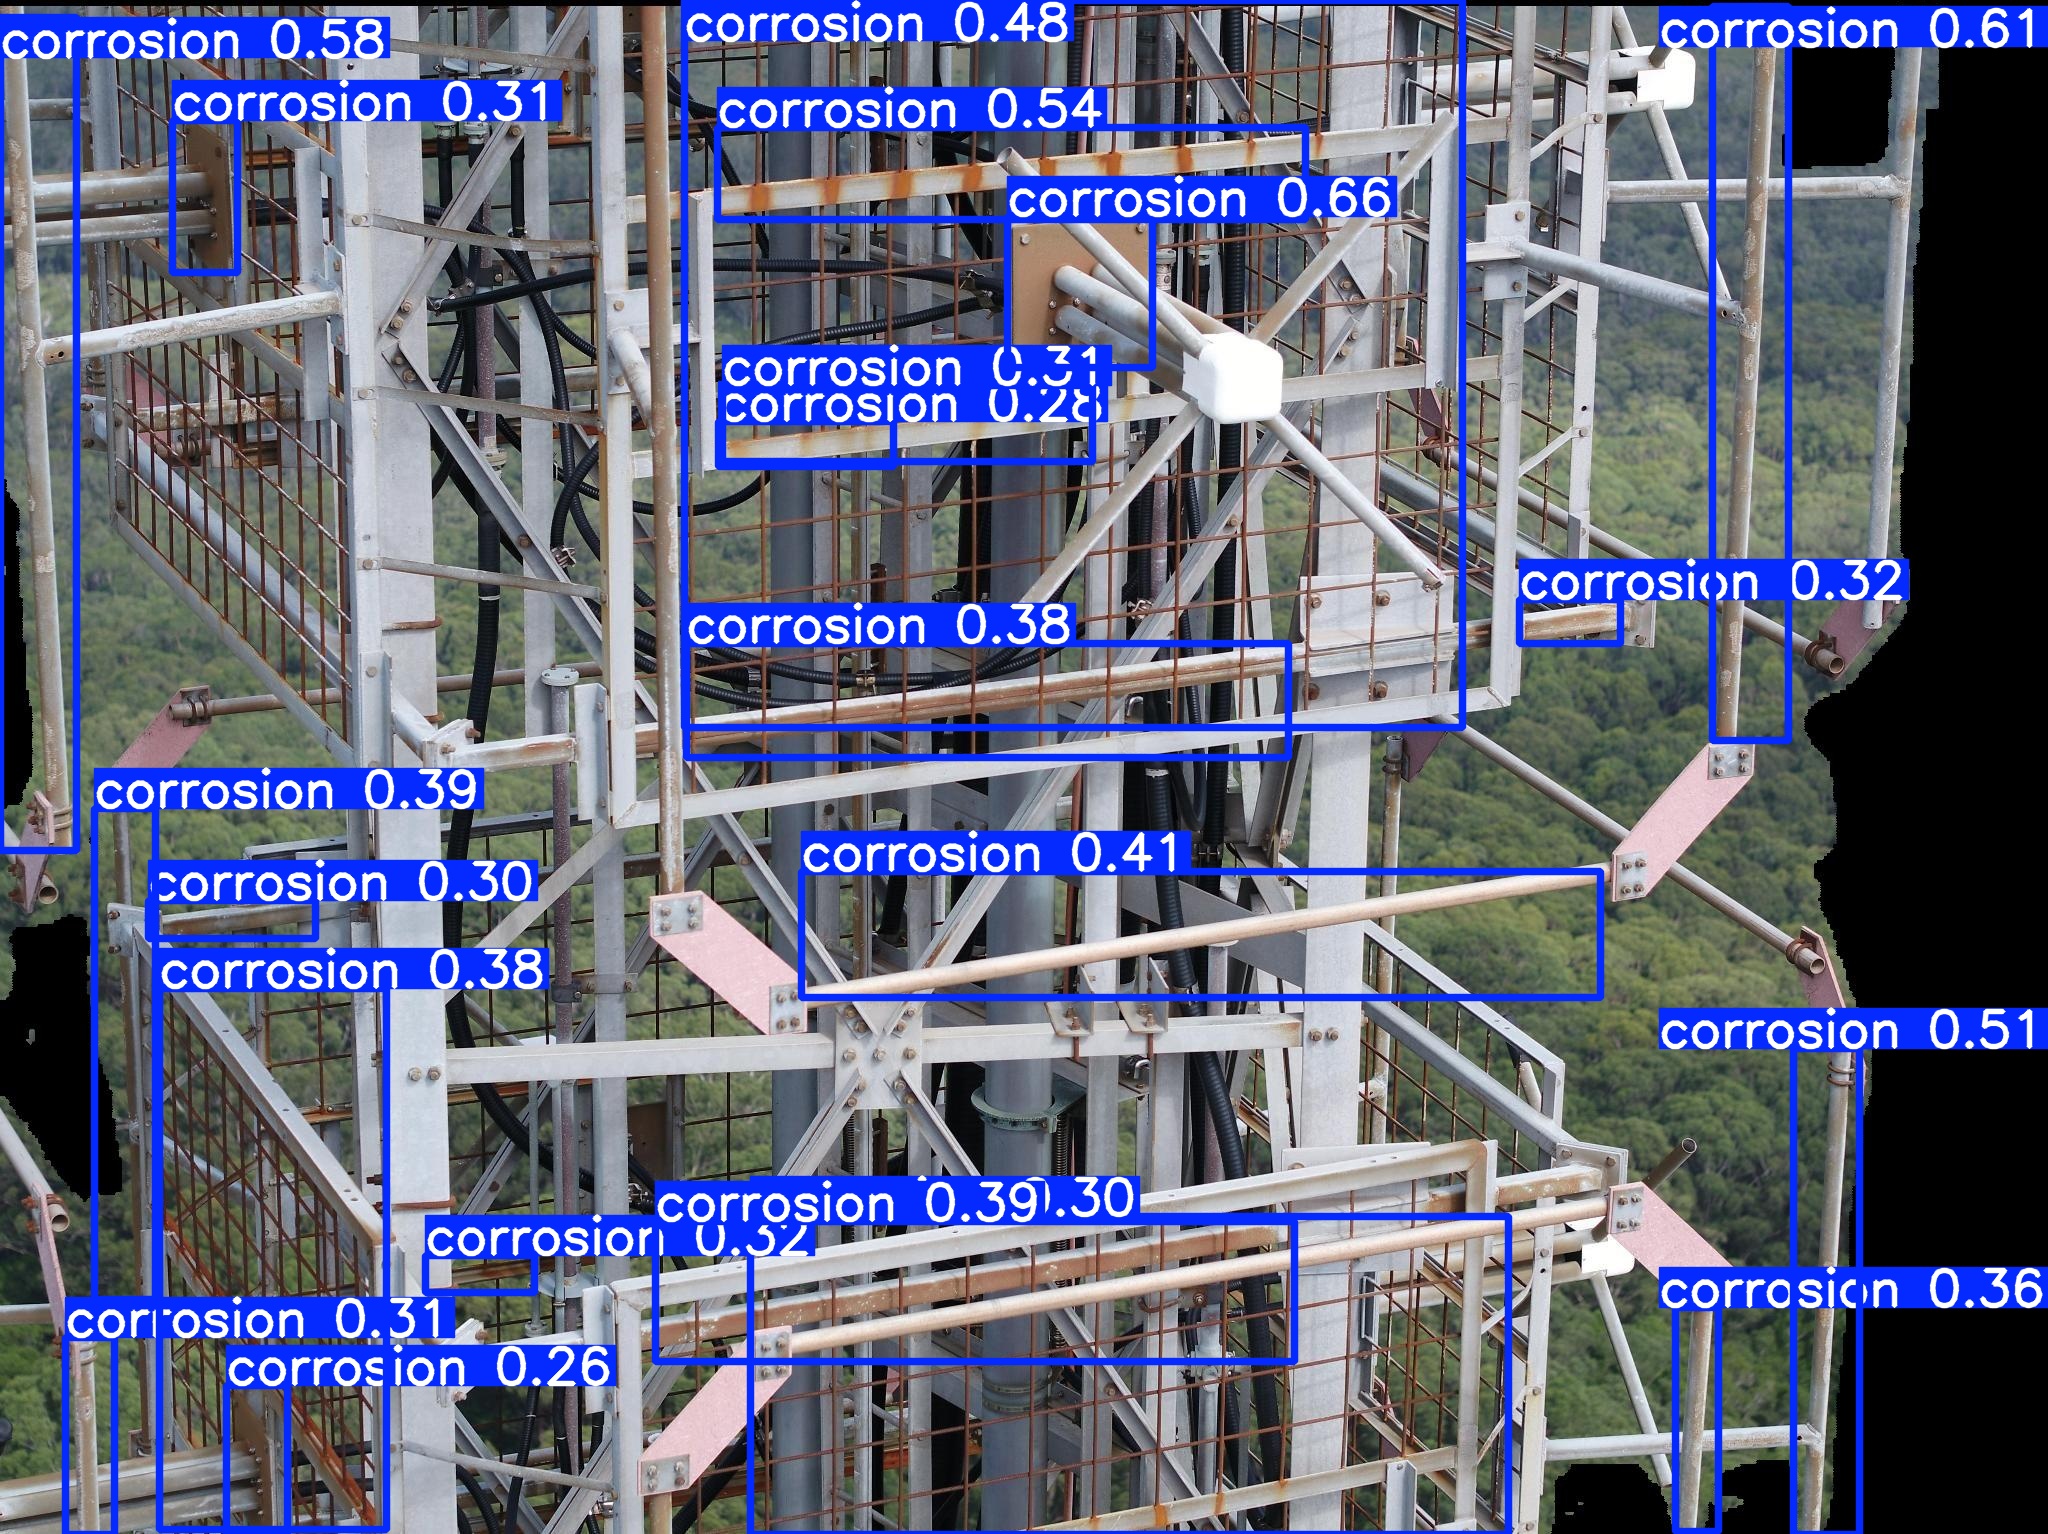 corrosion 0.58
corrosion 0.48
corrosion 0.61
corrosion 0.31
corrosion 0.54
corrosion 0.66
corrosion 0.31
corrosion 0.28
corrosion 0.32
corrosion 0.38
corrosion 0.39
corrosion 0.41
corrosion 0.30
corrosion 0.38
corrosion 0.51
corrosion 0.39
0.30
corrosion 0.32
corrosion 0.36
corrosion 0.31
corrosion 0.26